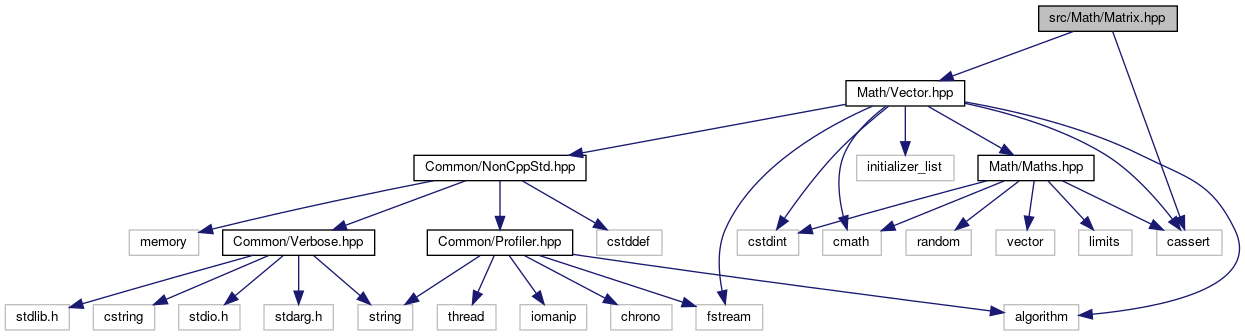 src/Math/Matrix.hpp
Math/Vector.hpp
Common/NonCppStd.hpp
initializer_list
Math/Maths.hpp
memory
Common/Verbose.hpp
Common/Profiler.hpp
cstddef
cstdint
cmath
random
vector
limits
cassert
stdlib.h
cstring
stdio.h
stdarg.h
string
thread
iomanip
chrono
fstream
algorithm